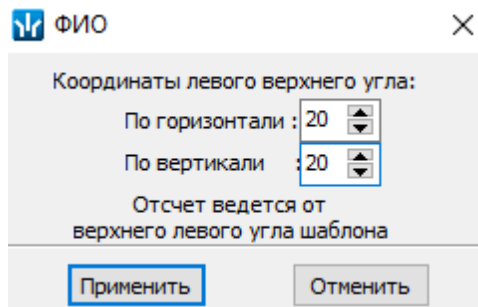 ФИО
Координаты левого верхнего угла:
По горизонтали : 20
По вертикали : 20
Отсчет ведется от
верхнего левого угла шаблона
Применить Отменить